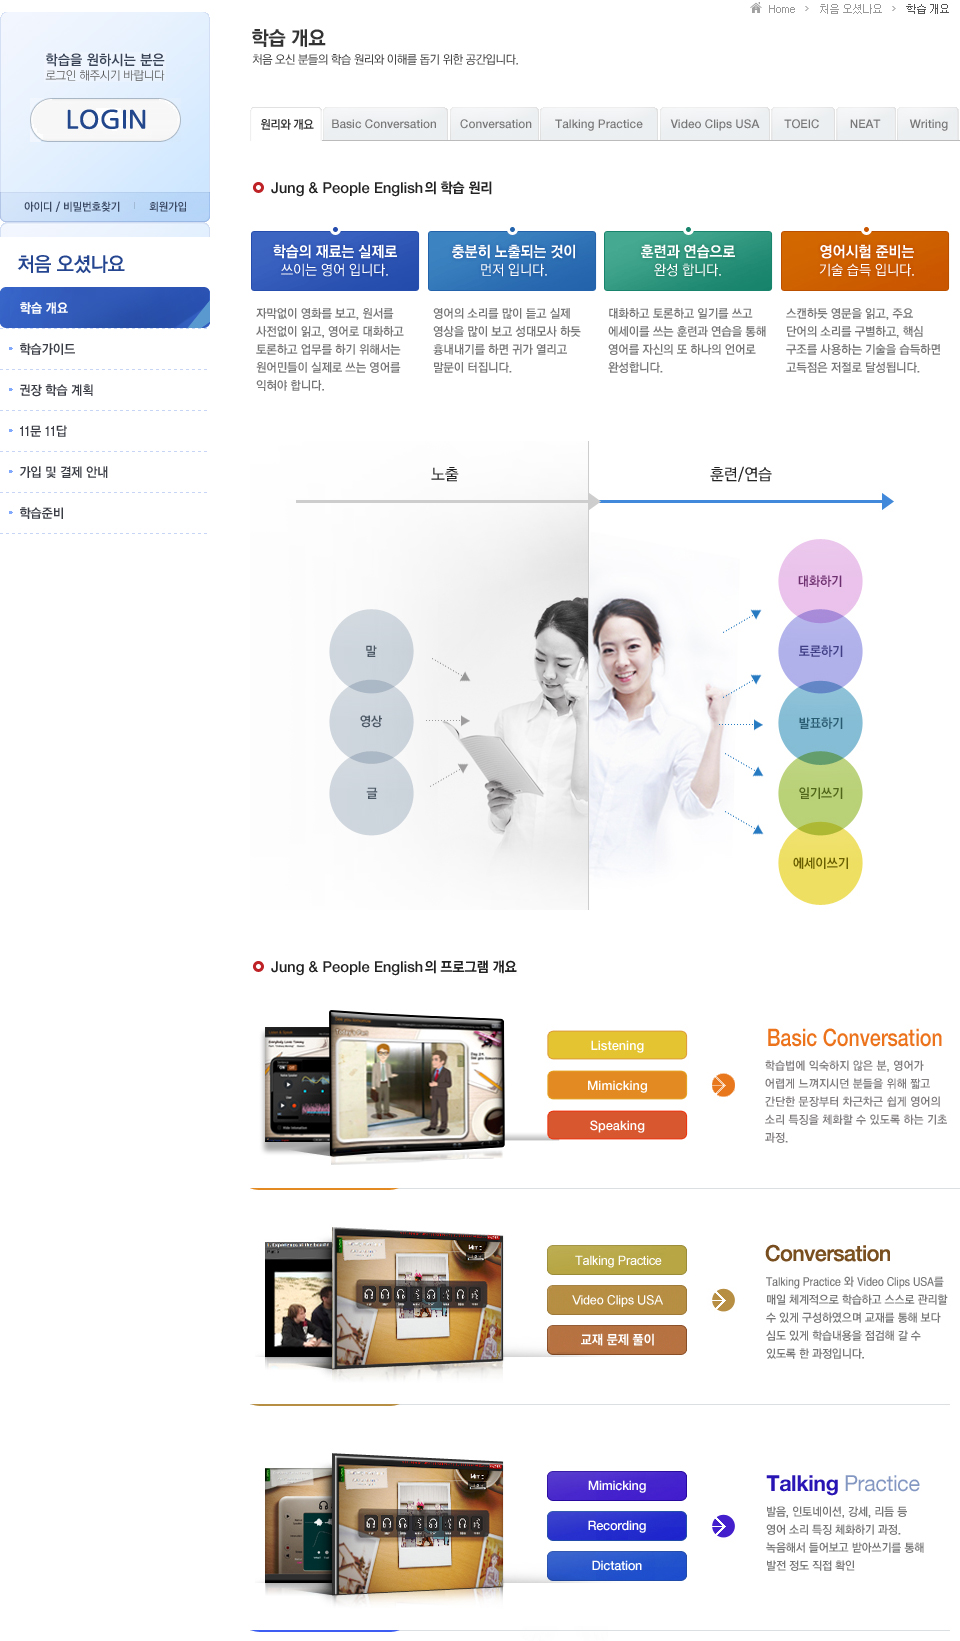 Home > 처음 오셨나요 > 학습 개요
학습을 원하시는 분은
로그인 해주시기 바랍니다
LOGIN
아이디 / 비밀번호찾기
회원가입
처음 오셨나요
학습 개요
학습가이드
권장 학습 계획
11문 11답
가입 및 결제 안내
학습준비
학습 개요
처음 오신 분들의 학습 원리와 이해를 돕기 위한 공간입니다.
원리와 개요
Basic Conversation
Conversation
Talking Practice
Video Clips USA
TOEIC
NEAT
Writing
Jung & People English의 학습 원리
학습의 재료는 실제로
쓰이는 영어 입니다.
자막없이 영화를 보고, 원서를
사전없이 읽고, 영어로 대화하고
토론하고 업무를 하기 위해서는
원어민들이 실제로 쓰는 영어를
익혀야 합니다.
충분히 노출되는 것이
먼저 입니다.
영어의 소리를 많이 듣고 실제
영상을 많이 보고 성대모사 하듯
흉내내기를 하면 귀가 열리고
말문이 터집니다.
훈련과 연습으로
완성 합니다.
대화하고 토론하고 일기를 쓰고
에세이를 쓰는 훈련과 연습을 통해
영어를 자신의 또 하나의 언어로
완성합니다.
영어시험 준비는
기술 습득 입니다.
스캔하듯 영문을 읽고, 주요
단어의 소리를 구별하고, 핵심
구조를 사용하는 기술을 습득하면
고득점은 저절로 달성됩니다.
노출
훈련/연습
말
영상
글
대화하기
토론하기
발표하기
일기쓰기
에세이쓰기
Jung & People English의 프로그램 개요
Today's Part
Listening
Mimicking
Speaking
Basic Conversation
학습법에 익숙하지 않은 분, 영어가
어렵게 느껴지시던 분들을 위해 짧고
간단한 문장부터 차근차근 쉽게 영어의
소리 특징을 체화할 수 있도록 하는 기초
과정.
Talking Practice
Video Clips USA
교재 문제 풀이
Conversation
Talking Practice 와 Video Clips USA를
매일 체계적으로 학습하고 스스로 관리할
수 있게 구성하였으며 교재를 통해 보다
심도 있게 학습내용을 점검해 갈 수
있도록 한 과정입니다.
Mimicking
Recording
Dictation
Talking Practice
발음, 인토네이션, 강세, 리듬 등
영어 소리 특징 체화하기 과정.
녹음해서 들어보고 받아쓰기를 통해
발전 정도 직접 확인